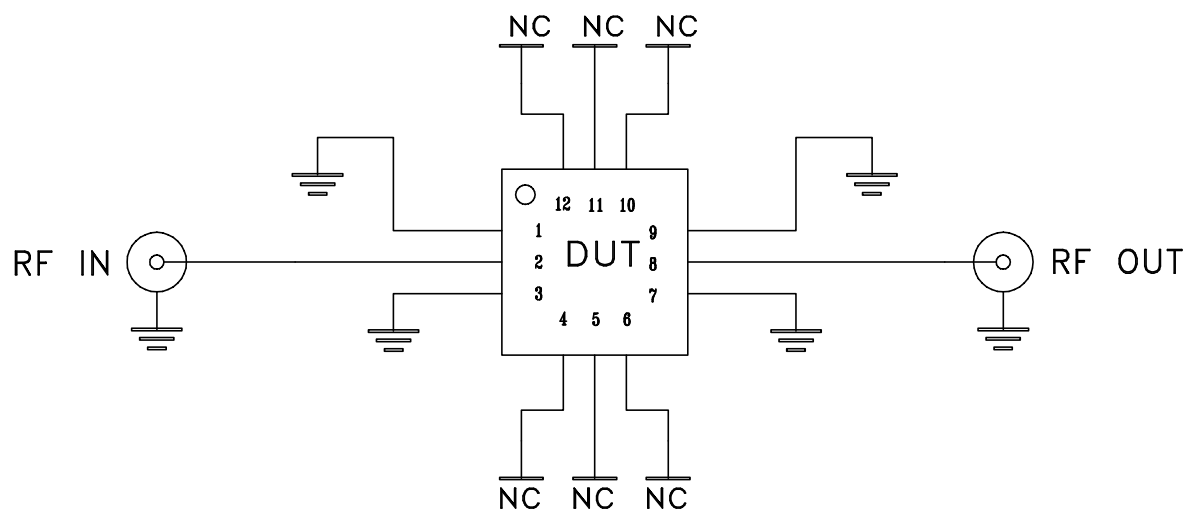 NC NC NC
12 11 10
1 9
RF IN 2 DUT 8 RF OUT
3 7
4 5 6
NC NC NC